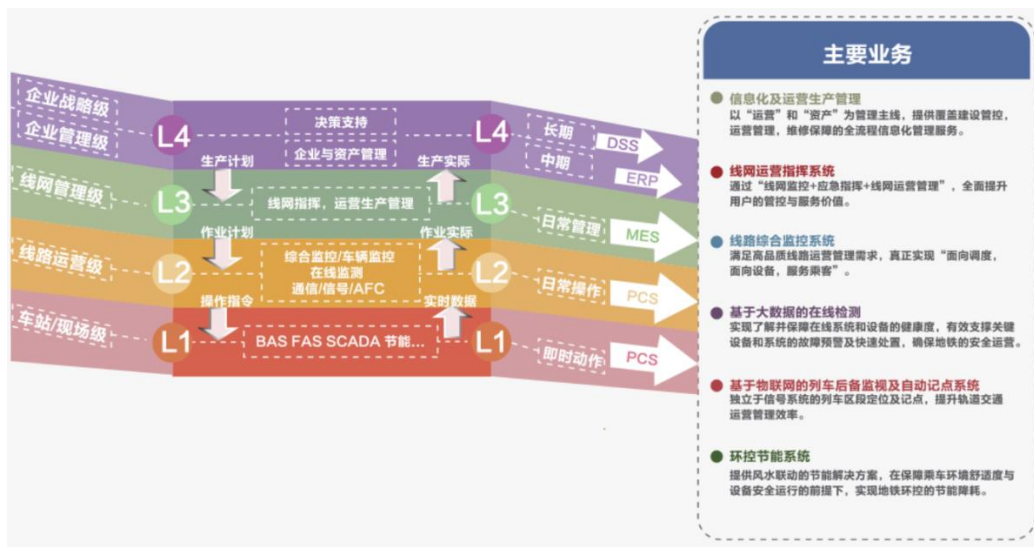 企业战略级
企业管理级
线网管理级
线路运营级
车站/现场级
L4
决策支持
企业与资产管理
L4
生产计划
生产实际
L3
线网指挥，运营生产管理
L3
作业计划
作业实际
L2
综合监控/车辆监控
在线监测
通信/信号/AFC
L2
操作指令
实时数据
L1
BAS FAS SCADA 节能...
L1
长期
DSS
中期
ERP
日常管理
MES
日常操作
PCS
即时动作
PCS
主要业务
信息化及运营生产管理
以“运营”和“资产”为管理主线，提供覆盖建设管控，
运营管理，维修保障的全流程信息化管理服务。
线网运营指挥系统
通过“线网监控+应急指挥+线网运营管理”，全面提升
用户的管控与服务价值。
线路综合监控系统
满足高品质线路运营管理需求，真正实现“面向调度，
面向设备，服务乘客”。
基于大数据的在线检测
实现了解并保障在线系统和设备的健康度，有效支撑关键
设备和系统的故障预警及快速处置，确保地铁的安全运营。
基于物联网的列车后备监视及自动记点系统
独立于信号系统的列车区段定位及记点，提升轨道交通
运营管理效率。
环控节能系统
提供风水联动的节能解决方案，在保障乘车环境舒适度与
设备安全运行的前提下，实现地铁环控的节能降耗。